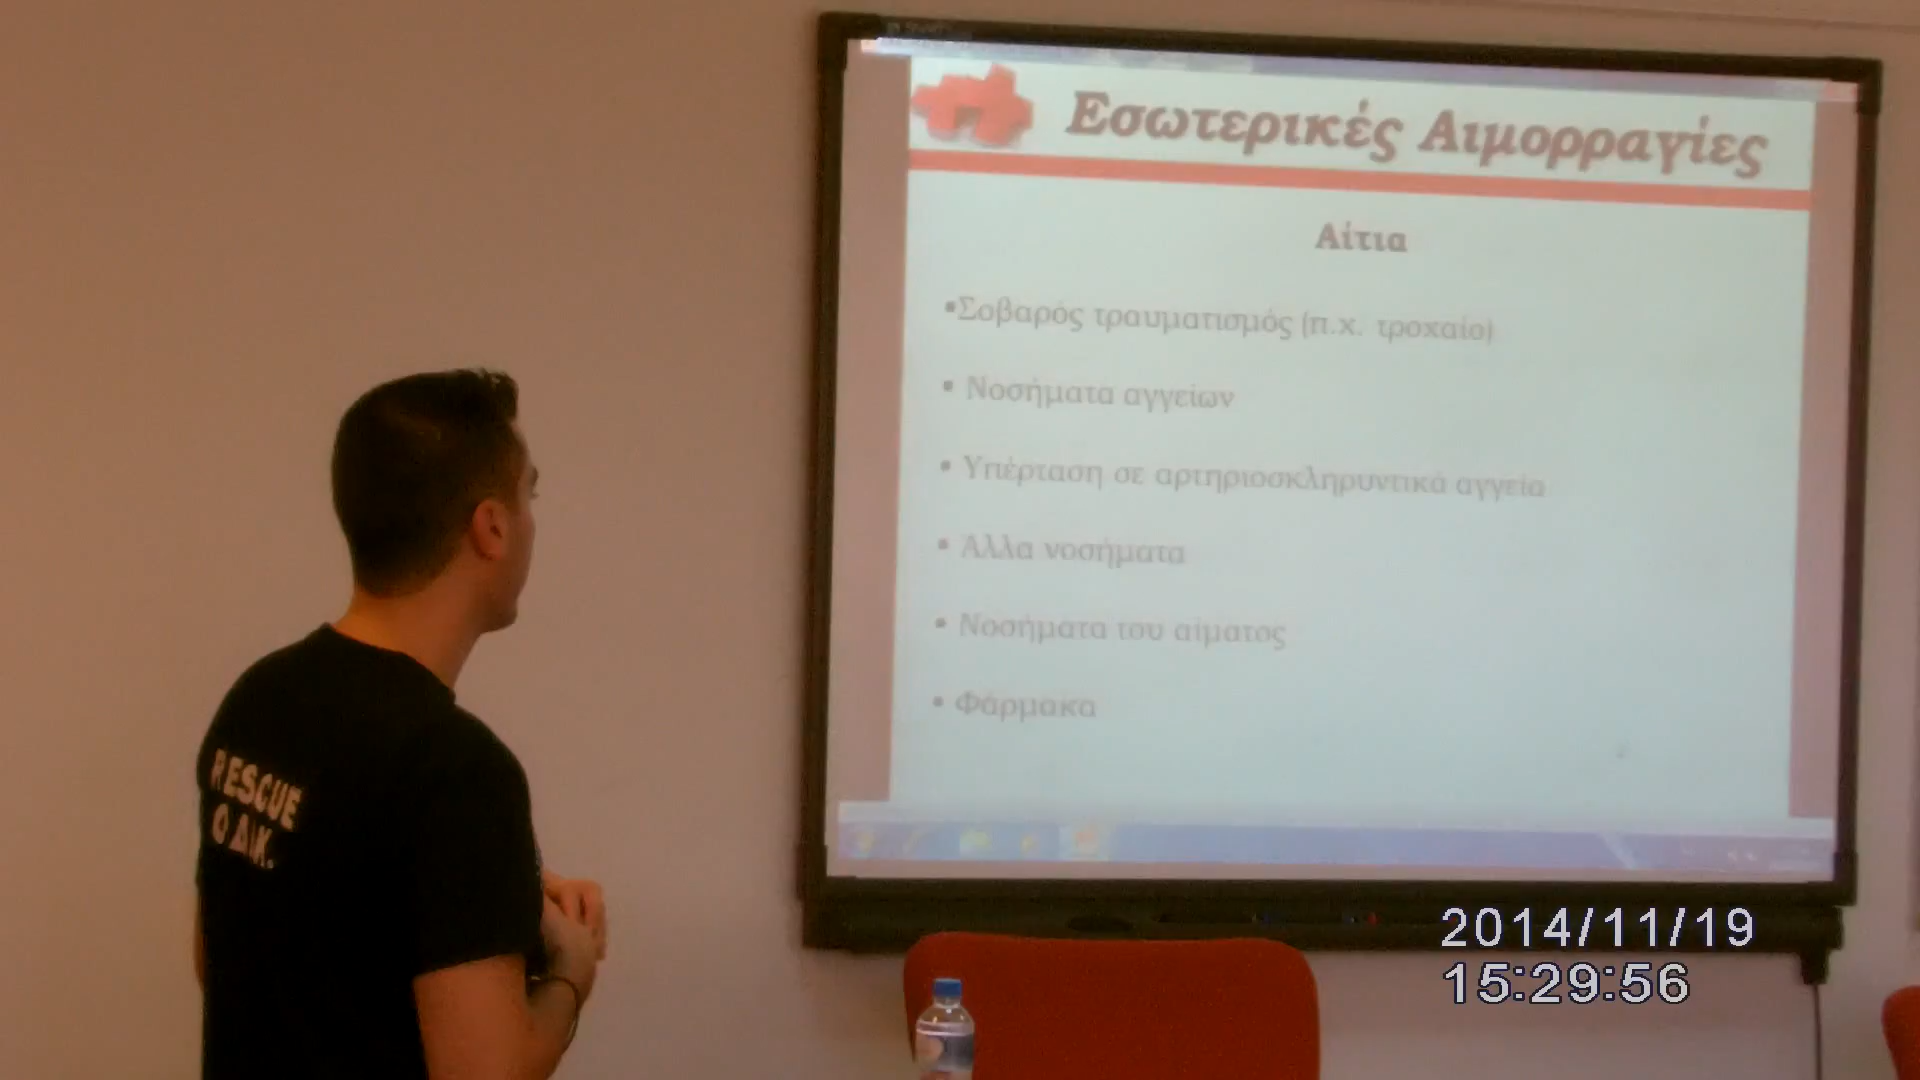 Εσωτερικές Αιμορραγίες
Αίτια
▪Σοβαρός τραυματισμός (π.χ. τροχαίο)
• Νοσήματα αγγείων
• Υπέρταση σε αρτηριοσκληρυντικά αγγεία
• Άλλα νοσήματα
• Νοσήματα του αίματος
• Φάρμακα
RESCUE
Ο.Δ.Ι.Κ.
2014/11/19
15:29:56